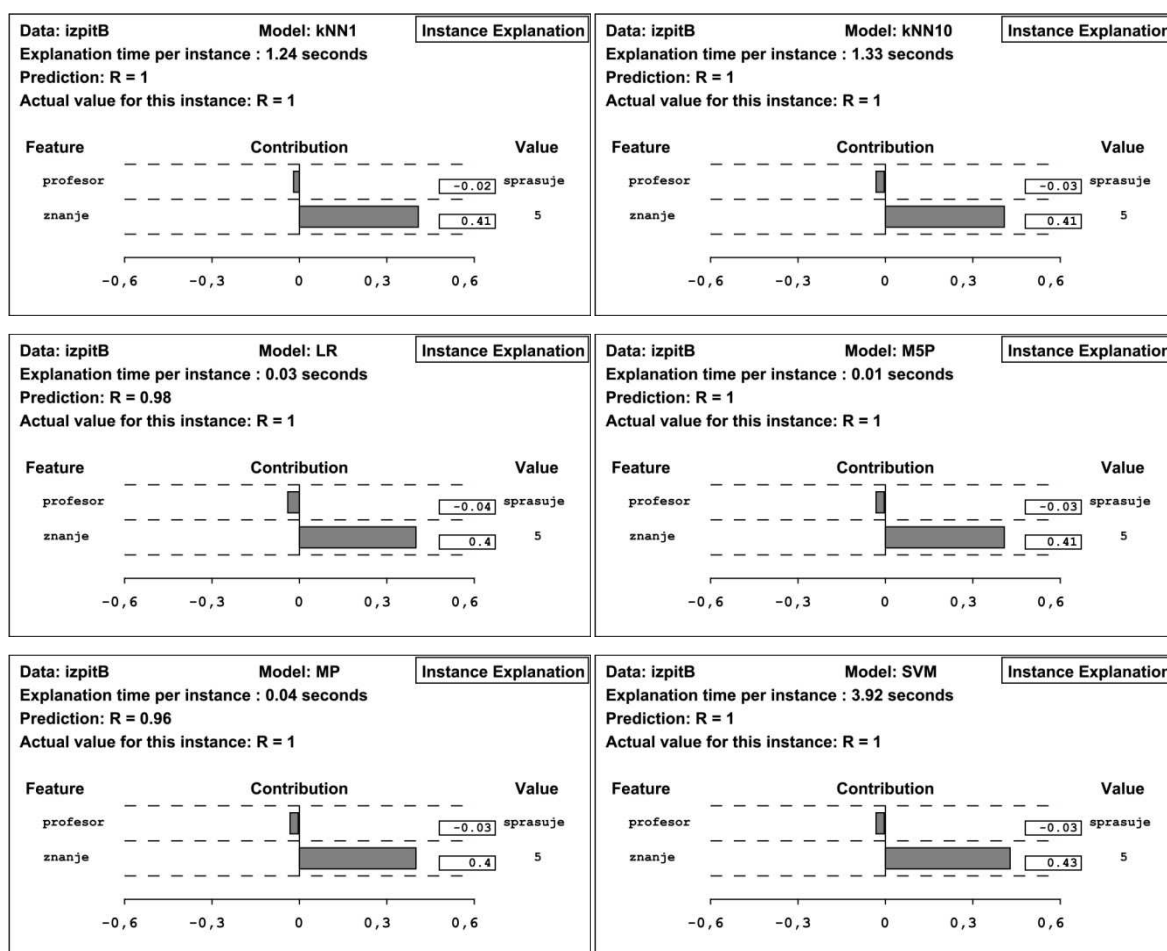 Data: izpitB Model: kNN1 Instance Explanation
Explanation time per instance : 1.24 seconds
Prediction: R = 1
Actual value for this instance: R = 1
Feature Contribution Value
profesor -0.02 sprasuje
znanje 0.41 5
-0,6 -0,3 0 0,3 0,6
Data: izpitB Model: kNN10 Instance Explanation
Explanation time per instance : 1.33 seconds
Prediction: R = 1
Actual value for this instance: R = 1
Feature Contribution Value
profesor -0.03 sprasuje
znanje 0.41 5
-0,6 -0,3 0 0,3 0,6
Data: izpitB Model: LR Instance Explanation
Explanation time per instance : 0.03 seconds
Prediction: R = 0.98
Actual value for this instance: R = 1
Feature Contribution Value
profesor -0.04 sprasuje
znanje 0.4 5
-0,6 -0,3 0 0,3 0,6
Data: izpitB Model: M5P Instance Explanation
Explanation time per instance : 0.01 seconds
Prediction: R = 1
Actual value for this instance: R = 1
Feature Contribution Value
profesor -0.03 sprasuje
znanje 0.41 5
-0,6 -0,3 0 0,3 0,6
Data: izpitB Model: MP Instance Explanation
Explanation time per instance : 0.04 seconds
Prediction: R = 0.96
Actual value for this instance: R = 1
Feature Contribution Value
profesor -0.03 sprasuje
znanje 0.4 5
-0,6 -0,3 0 0,3 0,6
Data: izpitB Model: SVM Instance Explanation
Explanation time per instance : 3.92 seconds
Prediction: R = 1
Actual value for this instance: R = 1
Feature Contribution Value
profesor -0.03 sprasuje
znanje 0.43 5
-0,6 -0,3 0 0,3 0,6